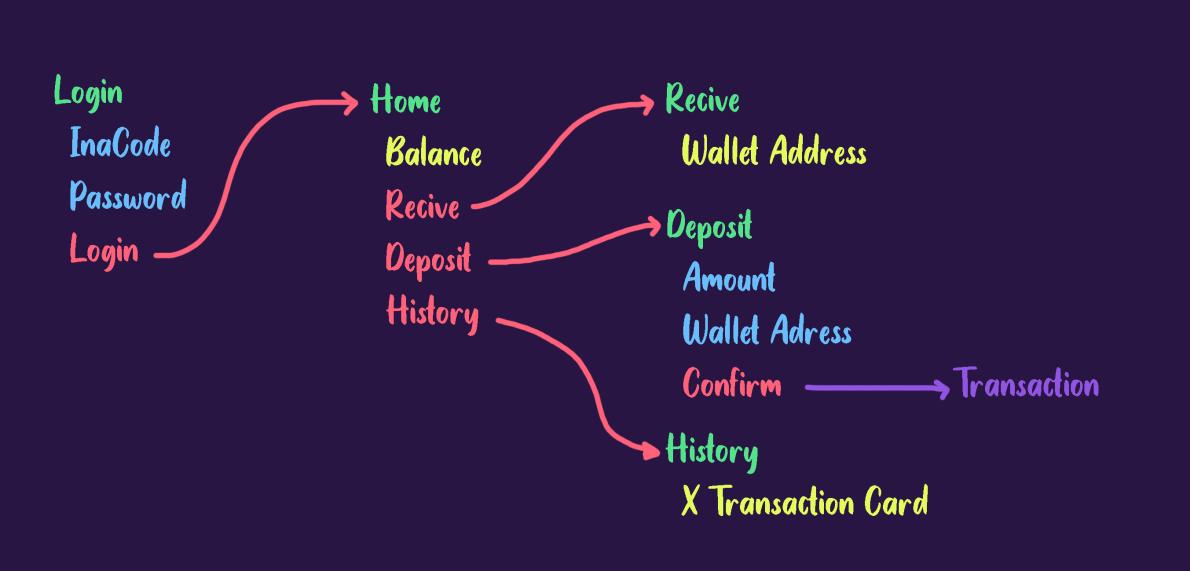 Login
InaCode
Password
Login
Home
Balance
Recive
Deposit
History
Recive
Wallet Address
Deposit
Amount
Wallet Adress
Confirm
Transaction
History
X Transaction Card